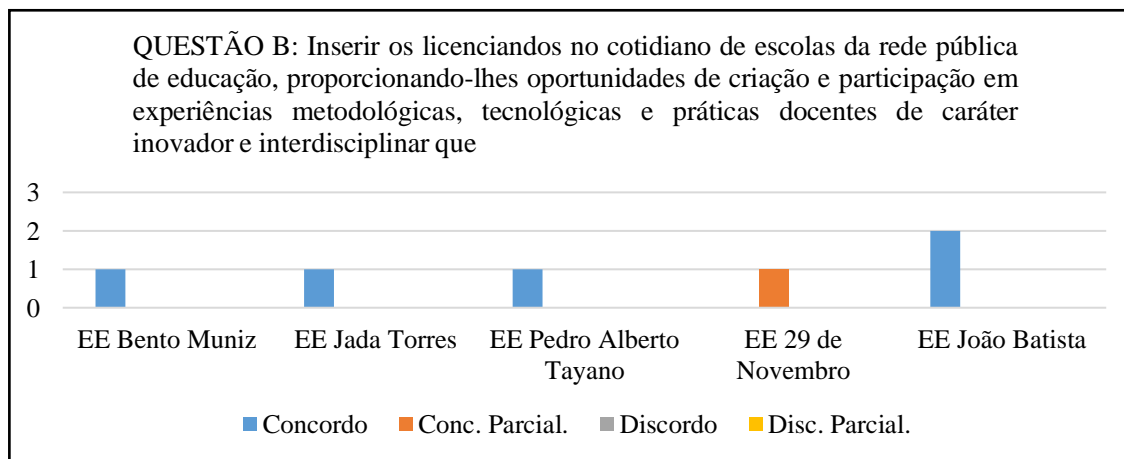 QUESTÃO B: Inserir os licenciandos no cotidiano de escolas da rede pública
de educação, proporcionando-lhes oportunidades de criação e participação em
experiências metodológicas, tecnológicas e práticas docentes de caráter
inovador e interdisciplinar que
3
2
1
0
EE Bento Muniz
EE Jada Torres
EE Pedro Alberto
Tayano
EE 29 de
Novembro
EE João Batista
Concordo
Conc. Parcial.
Discordo
Disc. Parcial.